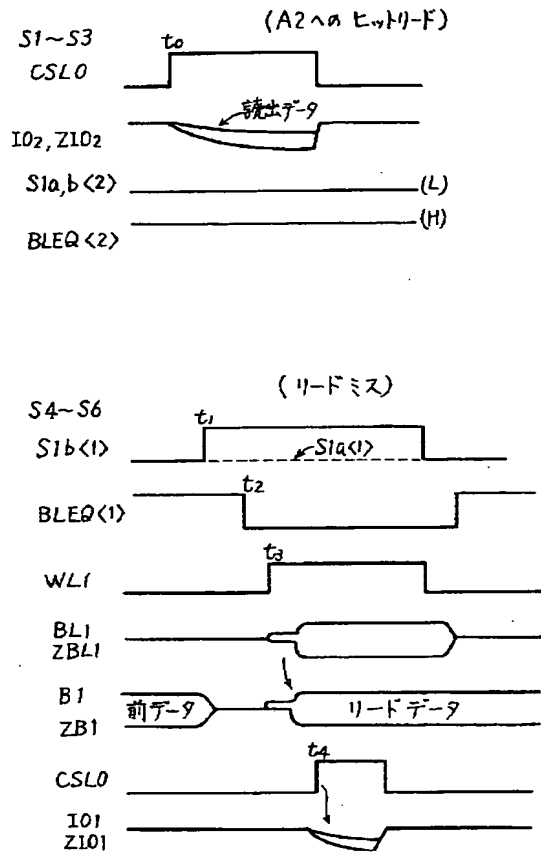 (A2へのヒットリード)
S1〜S3
t0
CSL0
読出データ
IO2, ZIO2
S1a,b<2>
(L)
(H)
BLEQ<2>
(リードミス)
S4〜S6
t1
S1b<1>
S1a<1>
t2
BLEQ<1>
t3
WL1
BL1
ZBL1
B1
前データ
リードデータ
ZB1
t4
CSL0
IO1
ZIO1